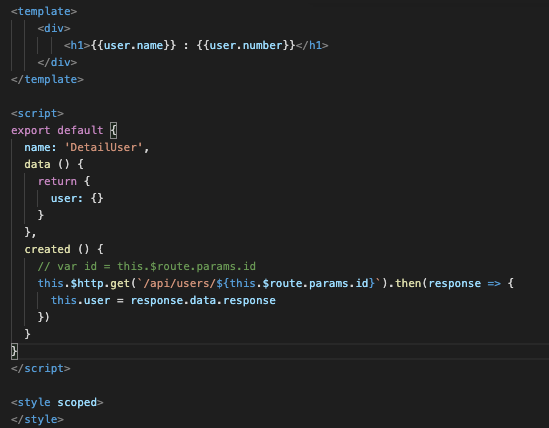 <template>
<div>
<h1>{{user.name}} : {{user.number}}</h1>
</div>
</template>
<script>
export default {
name: 'DetailUser',
data () {
return {
user: {}
}
},
created () {
// var id = this.$route.params.id
this.$http.get(`/api/users/${this.$route.params.id}`).then(response => {
this.user = response.data.response
})
}
}
</script>
<style scoped>
</style>